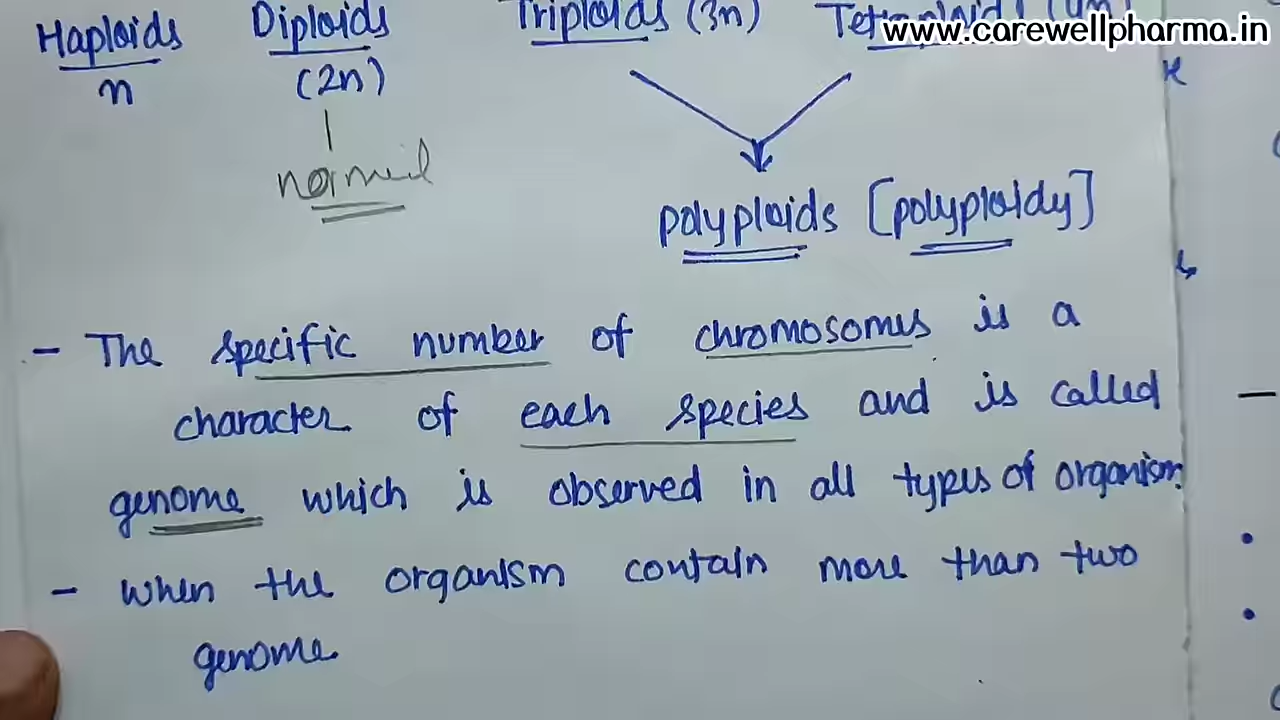 www.carewellpharma.in
Haploids Diploids Triploids (3n)
n (2n)
normal
polyploids [polyploidy]
- The specific number of chromosomes is a
character of each species and is called
genome which is observed in all types of organism.
- when the organism contain more than two
genome